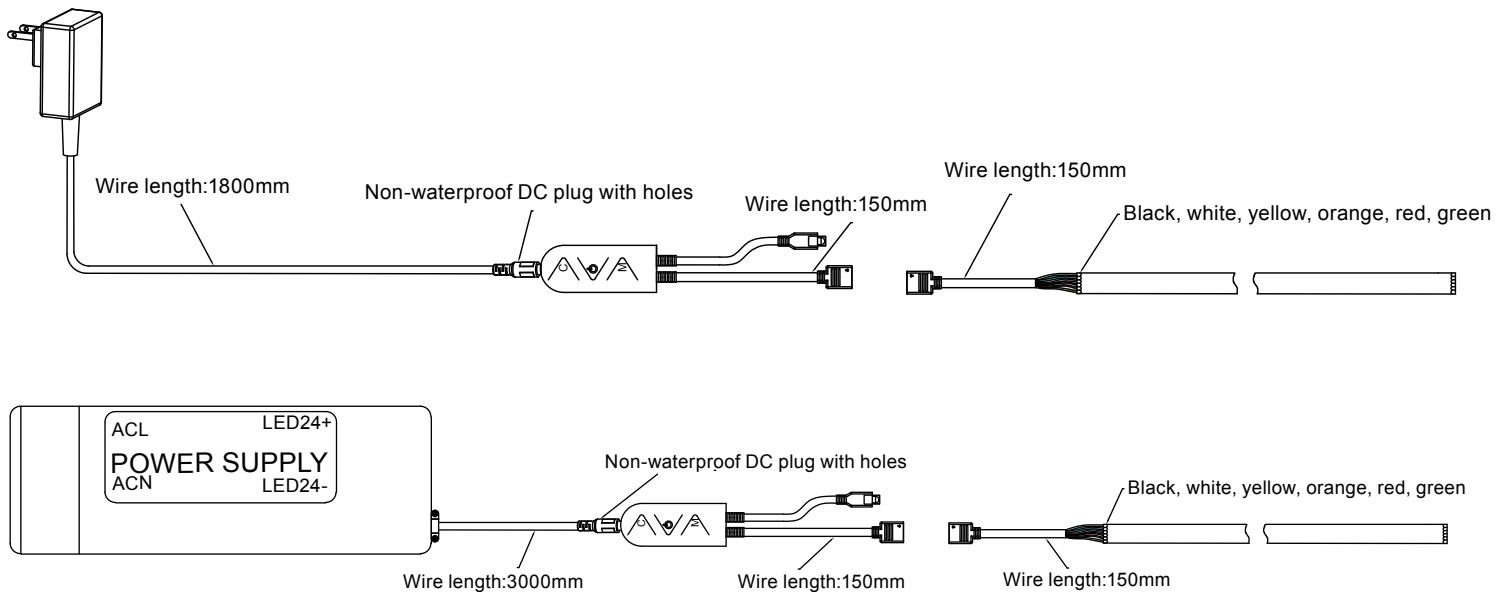 Wire length:1800mm
Non-waterproof DC plug with holes
Wire length:150mm
Wire length:150mm
Black, white, yellow, orange, red, green
C
M
ACL
LED24+
POWER SUPPLY
ACN
LED24-
Non-waterproof DC plug with holes
Black, white, yellow, orange, red, green
C
M
Wire length:3000mm
Wire length:150mm
Wire length:150mm